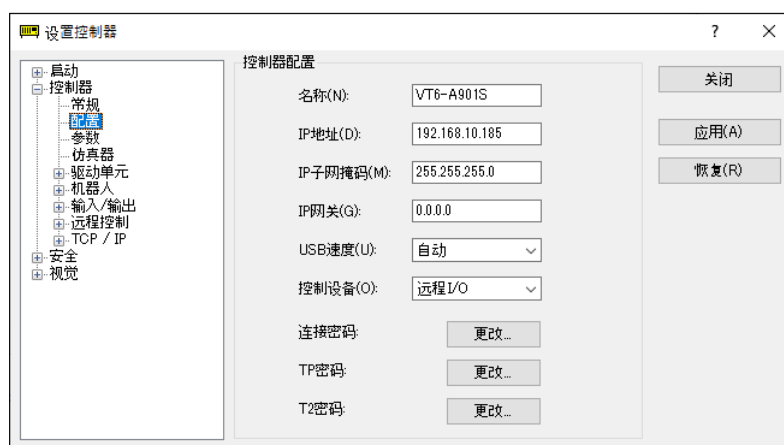 设置控制器
?
启动
控制器
常规
配置
参数
仿真器
驱动单元
机器人
输入/输出
远程控制
TCP / IP
安全
视觉
控制器配置
名称(N): VT6-A901S
IP地址(D): 192.168.10.185
IP子网掩码(M): 255.255.255.0
IP网关(G): 0.0.0.0
USB速度(U): 自动
控制设备(O): 远程I/O
连接密码: 更改...
TP密码: 更改...
T2密码: 更改...
关闭
应用(A)
恢复(R)